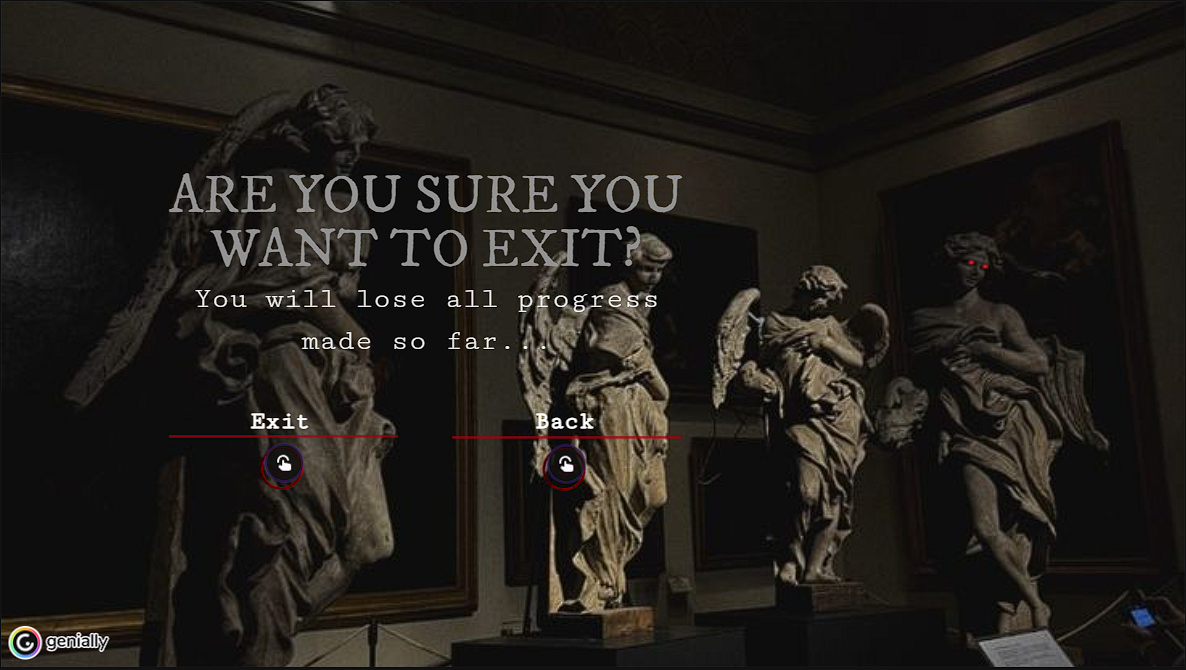 ARE YOU SURE YOU
WANT TO EXIT?
You will lose all progress
made so far...
Exit
Back
genially